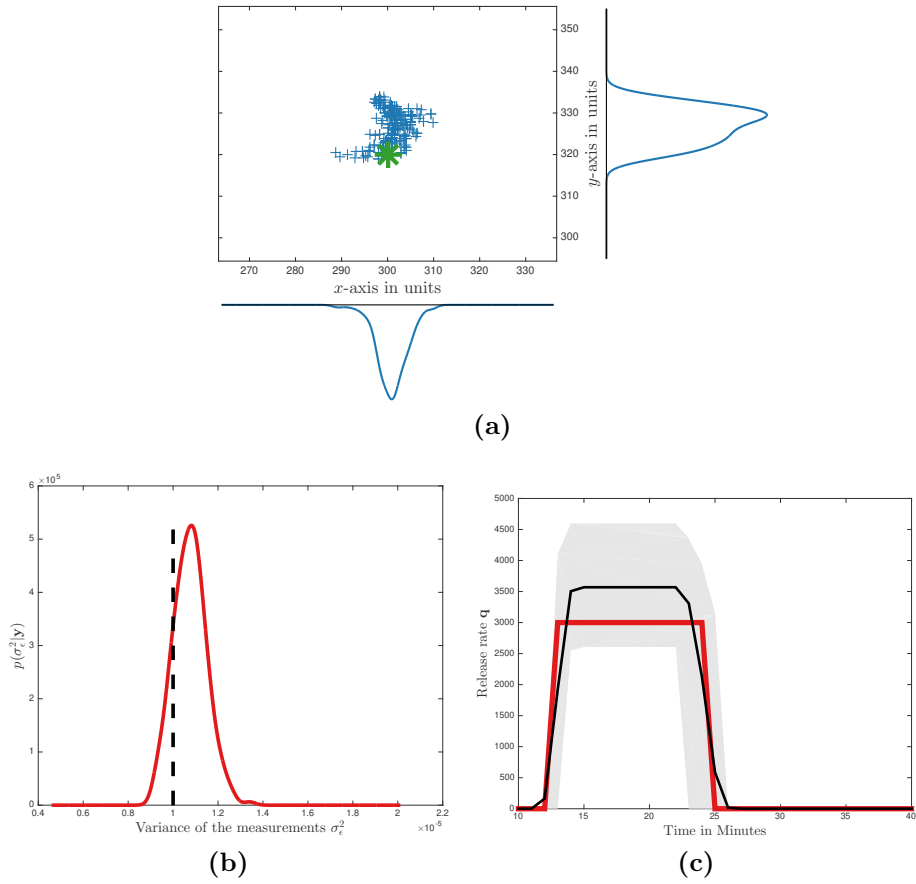 350
340
330
320
310
300
y-axis in units
270 280 290 300 310 320 330
x-axis in units
(a)
×10^5
6
5
4
3
2
1
0
p(σ_ϵ^2|y)
0.4 0.6 0.8 1 1.2 1.4 1.6 1.8 2 2.2
Variance of the measurements σ_ϵ^2
×10^-5
(b)
5000
4500
4000
3500
3000
2500
2000
1500
1000
500
0
Release rate q
10 15 20 25 30 35 40
Time in Minutes
(c)